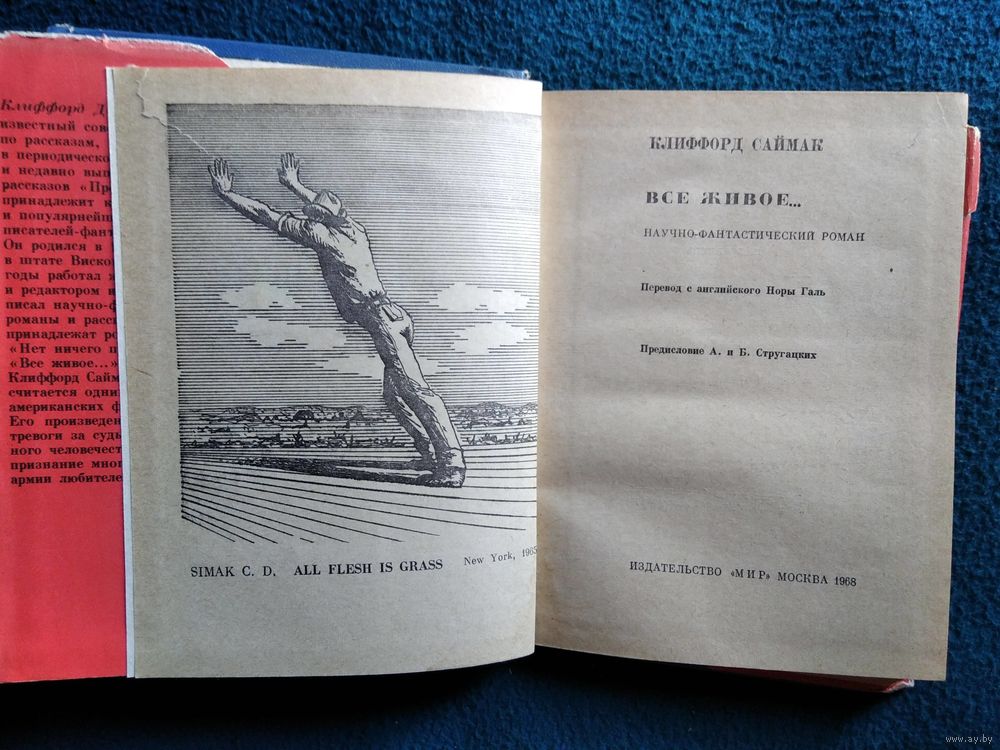 Клиффорд Д
известный сов
по рассказам,
в периодическо
и недавно вып
рассказов «Пр
принадлежит к
и популярнейш
писателей-фант
Он родился в
в штате Виско
годы работал ж
и редактором в
писал научно-ф
романы и расс
принадлежат ро
«Нет ничего п
«Все живое...»
Клиффорд Сайм
считается одни
американских ф
Его произведен
тревоги за судь
ного человечест
признание мног
армии любителе
SIMAK C. D. ALL FLESH IS GRASS New York, 1965
КЛИФФОРД САЙМАК
ВСЕ ЖИВОЕ...
НАУЧНО-ФАНТАСТИЧЕСКИЙ РОМАН
Перевод с английского Норы Галь
Предисловие А. и Б. Стругацких
ИЗДАТЕЛЬСТВО «МИР» МОСКВА 1968
www.ay.by